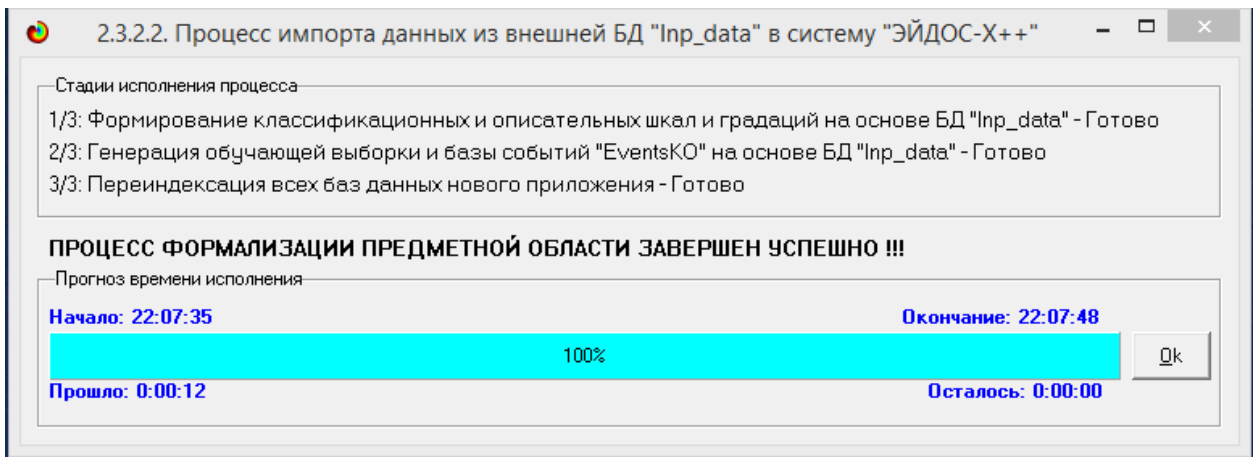 2.3.2.2. Процесс импорта данных из внешней БД "Inp_data" в систему "ЭЙДОС-X++"
Стадии исполнения процесса
1/3: Формирование классификационных и описательных шкал и градаций на основе БД "Inp_data" - Готово
2/3: Генерация обучающей выборки и базы событий "EventsKO" на основе БД "Inp_data" - Готово
3/3: Переиндексация всех баз данных нового приложения - Готово
ПРОЦЕСС ФОРМАЛИЗАЦИИ ПРЕДМЕТНОЙ ОБЛАСТИ ЗАВЕРШЕН УСПЕШНО !!!
Прогноз времени исполнения
Начало: 22:07:35 Окончание: 22:07:48
100% Ok
Прошло: 0:00:12 Осталось: 0:00:00